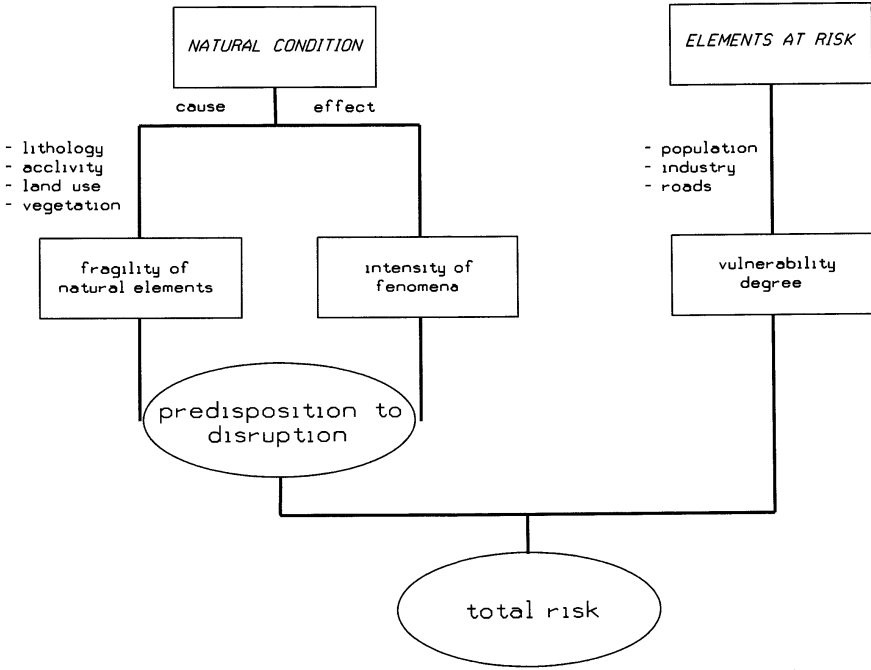 NATURAL CONDITION
ELEMENTS AT RISK
cause
effect
- lithology
- acclivity
- land use
- vegetation
- population
- industry
- roads
fragility of
natural elements
intensity of
fenomena
vulnerability
degree
predisposition to
disruption
total risk